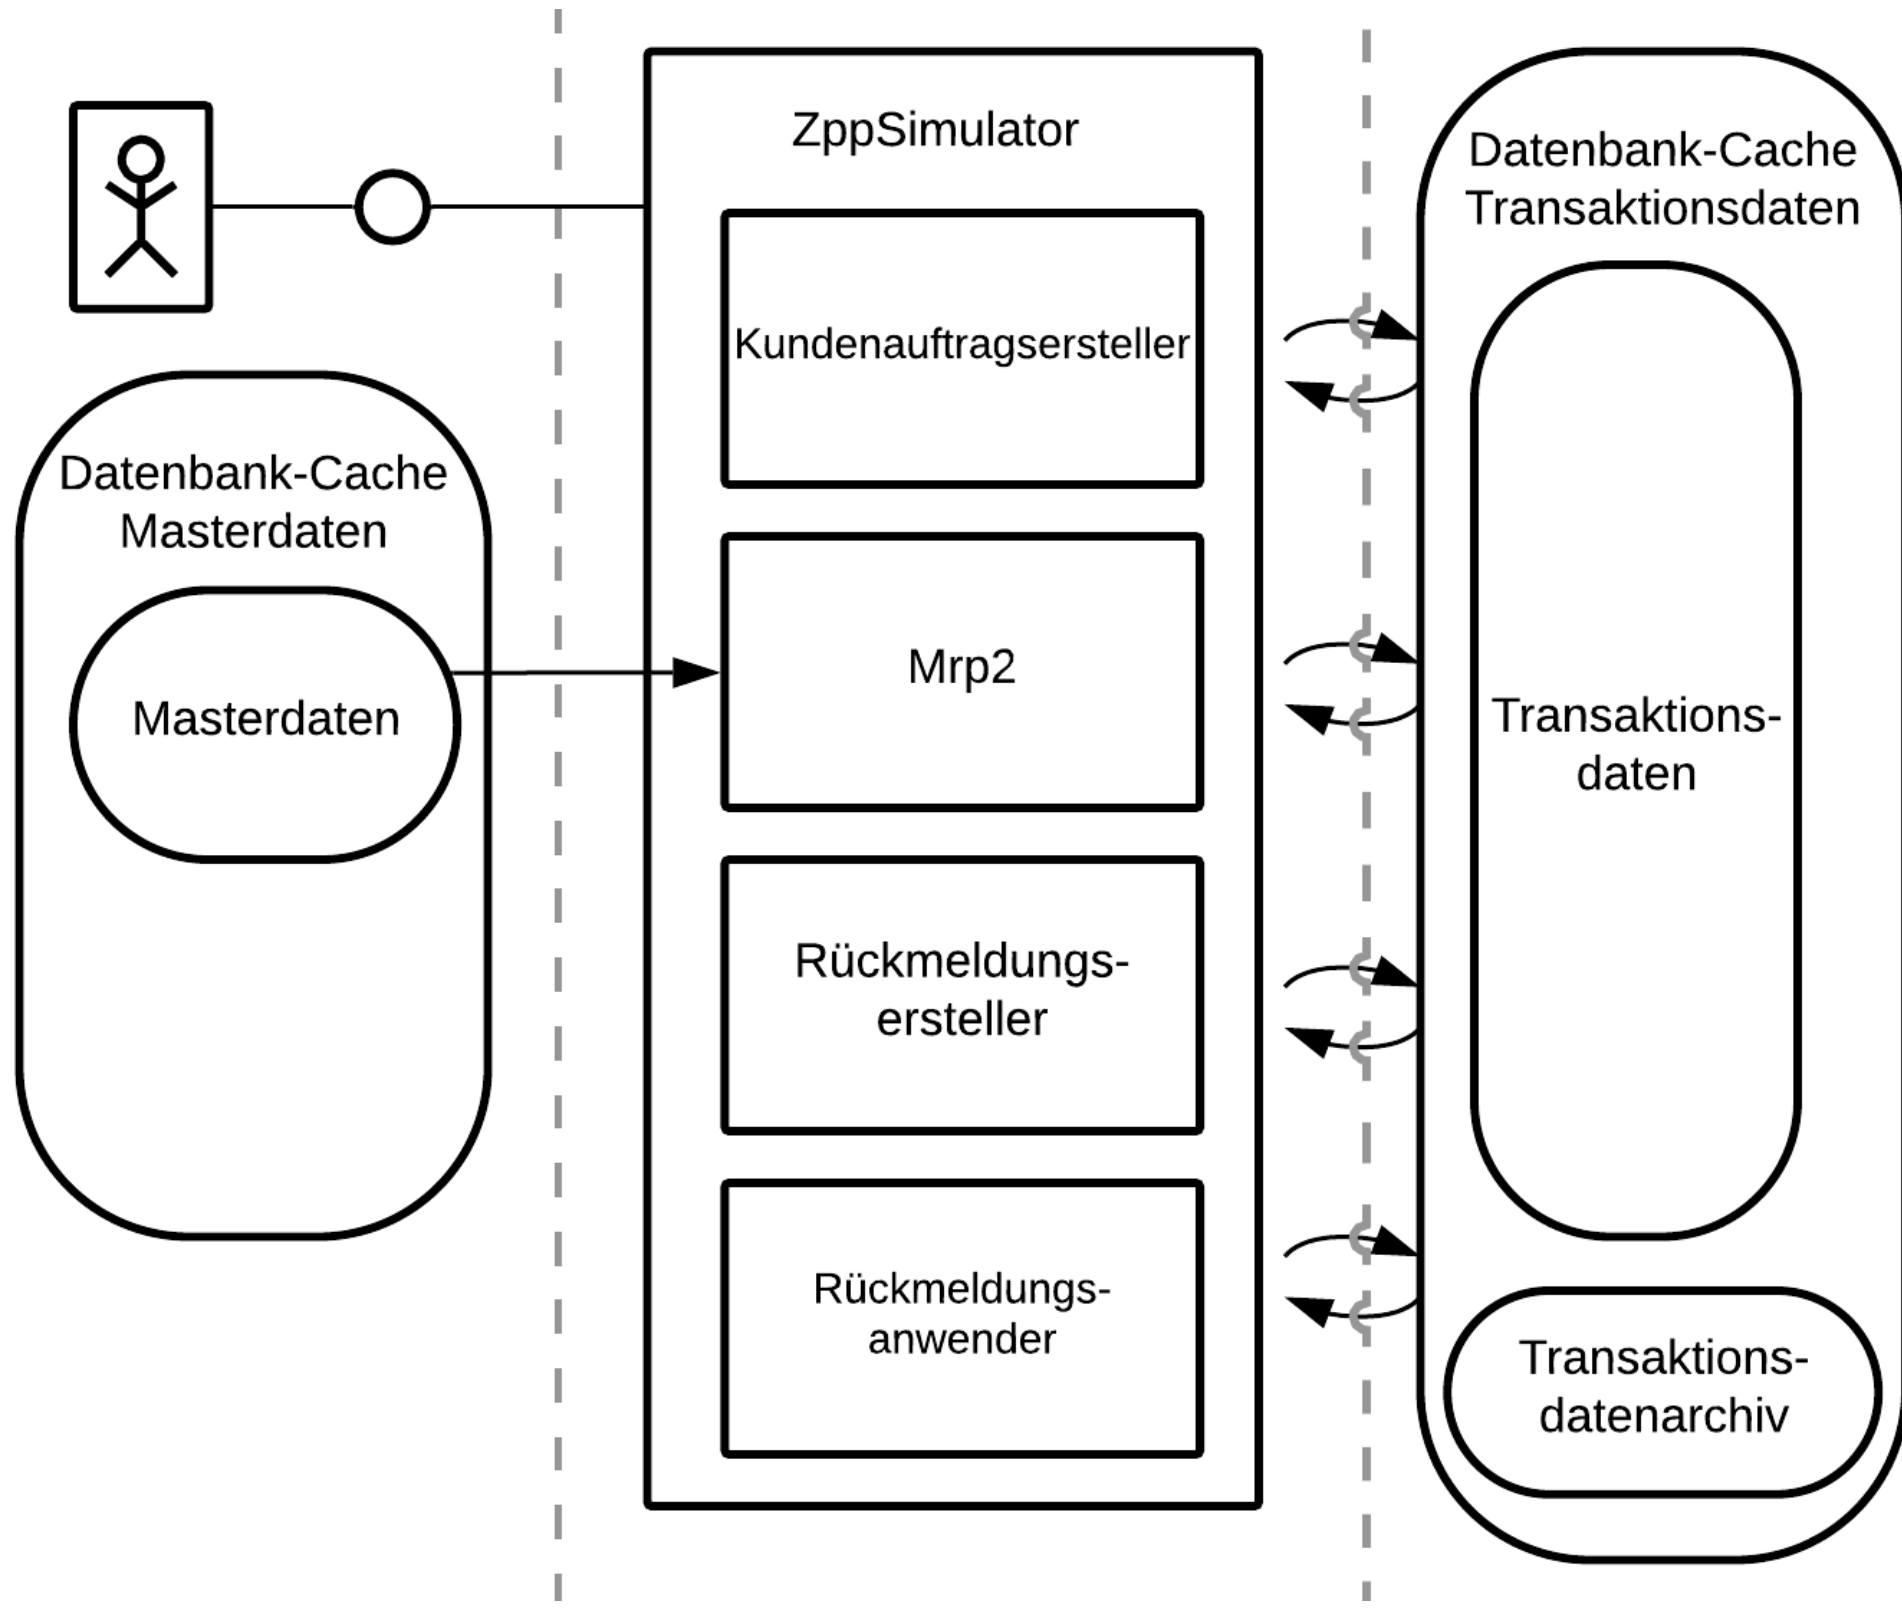 ZppSimulator
Kundenauftragsersteller
Datenbank-Cache
Masterdaten
Masterdaten
Mrp2
Rückmeldungs-
ersteller
Rückmeldungs-
anwender
Datenbank-Cache
Transaktionsdaten
Transaktions-
daten
Transaktions-
datenarchiv